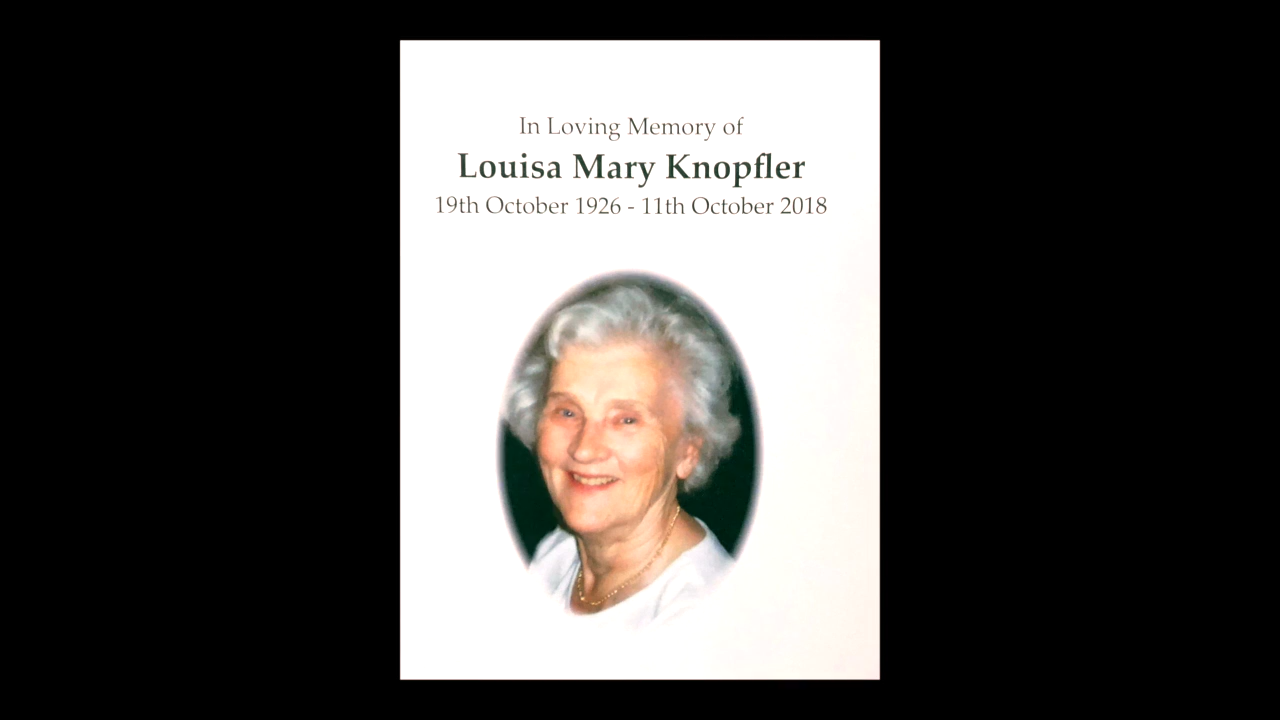 In Loving Memory of
Louisa Mary Knopfler
19th October 1926 - 11th October 2018